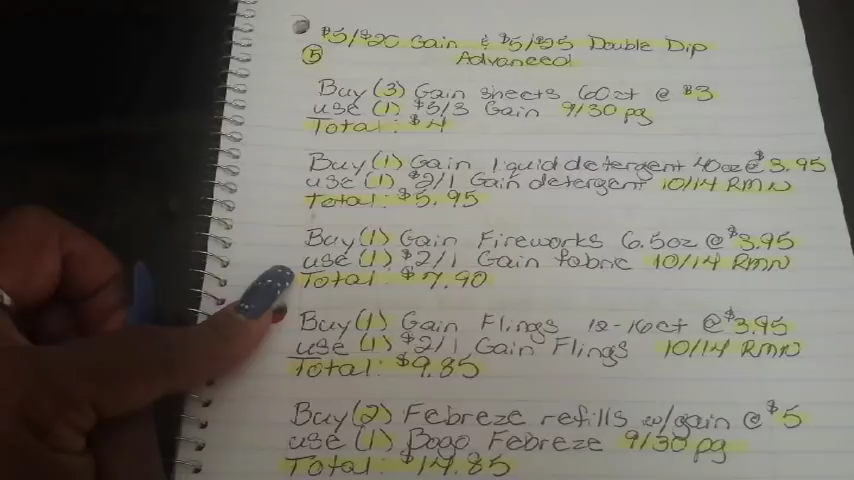 $5/$20 Gain & $5/$25 Double Dip
⑤ Advanced
Buy (3) Gain sheets 60ct @ $3
use (1) $5/3 Gain 9/30 pg
Total: $4
Buy (1) Gain liquid detergent 40oz @ $3.95
use (1) $2/1 Gain detergent 10/14 RMN
Total: $5.95
Buy (1) Gain Fireworks 6.5oz @ $3.95
use (1) $2/1 Gain fabric 10/14 RMN
Total: $7.90
Buy (1) Gain Flings 12-16ct @ $3.95
use (1) $2/1 Gain Flings 10/14 RMN
Total: $9.85
Buy (2) Febreze refills w/gain @ $5
use (1) Bogo Febreze 9/30 pg
Total: $14.85